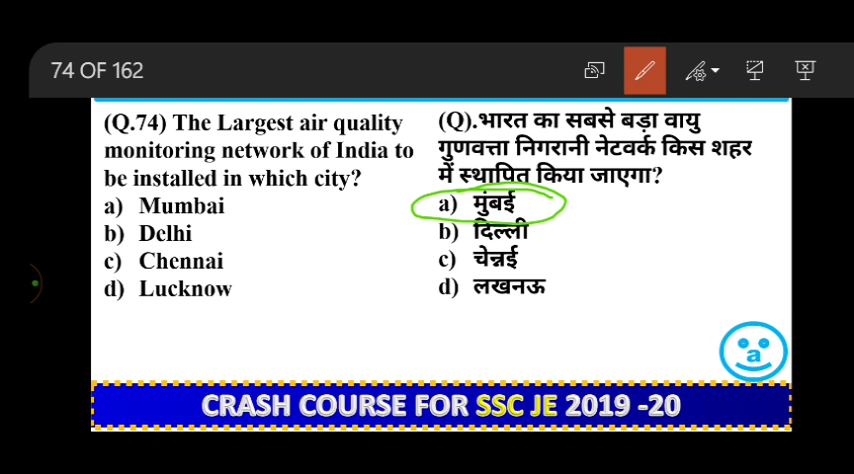 74 OF 162
(Q.74) The Largest air quality
monitoring network of India to
be installed in which city?
a) Mumbai
b) Delhi
c) Chennai
d) Lucknow
(Q).भारत का सबसे बड़ा वायु
गुणवत्ता निगरानी नेटवर्क किस शहर
में स्थापित किया जाएगा?
a) मुंबई
b) दिल्ली
c) चेन्नई
d) लखनऊ
a
CRASH COURSE FOR SSC JE 2019 -20